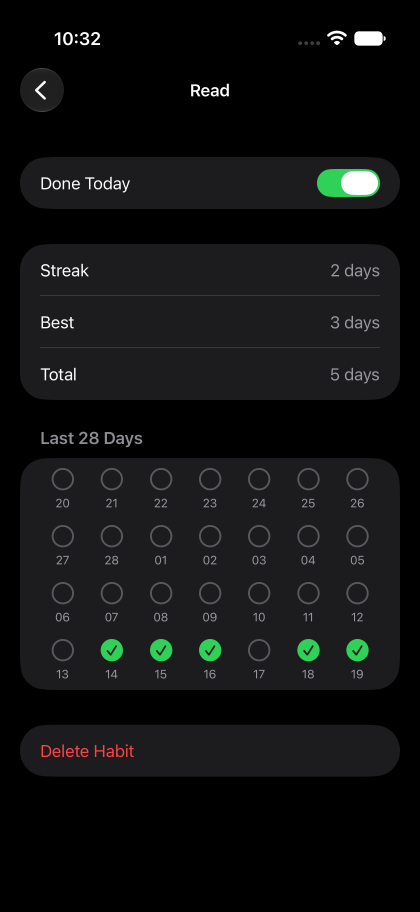 10:32
Read
Done Today
Streak 2 days
Best 3 days
Total 5 days
Last 28 Days
20 21 22 23 24 25 26
27 28 01 02 03 04 05
06 07 08 09 10 11 12
13 14 15 16 17 18 19
Delete Habit